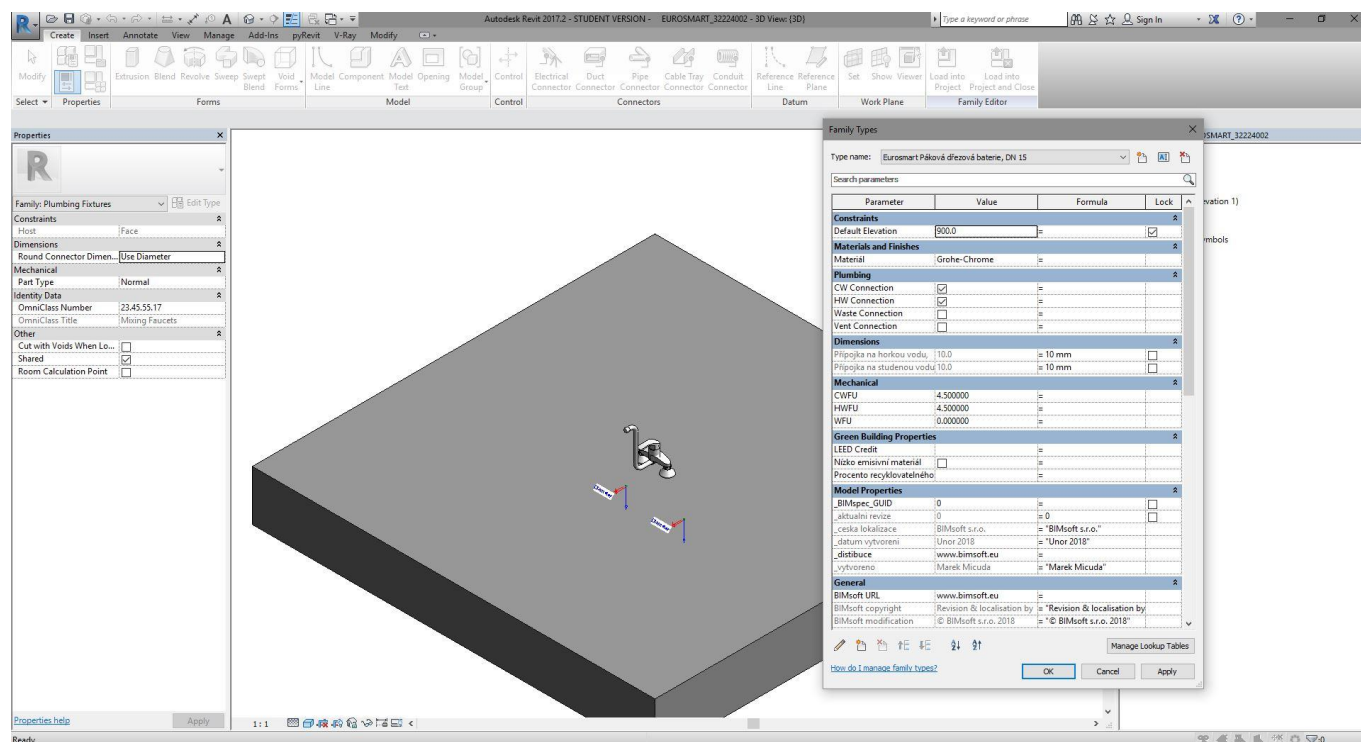 Autodesk Revit 2017.2 - STUDENT VERSION - EUROSMART_32224002 - 3D View: {3D}
Type a keyword or phrase
Sign In
Create Insert Annotate View Manage Add-Ins pyRevit V-Ray Modify
Modify
Extrusion Blend Revolve Sweep Swept Blend Void Forms
Model Line Component Model Text Opening Model Group
Control
Electrical Connector Duct Connector Pipe Connector Cable Tray Connector Conduit Connector
Reference Line Reference Plane
Set Show Viewer
Load into Project Load into Project and Close
Select Properties Forms Model Control Connectors Datum Work Plane Family Editor
Properties
Family: Plumbing Fixtures
Edit Type
Constraints
Host Face
Dimensions
Round Connector Dimen... Use Diameter
Mechanical
Part Type Normal
Identity Data
OmniClass Number 23.45.55.17
OmniClass Title Mixing Faucets
Other
Cut with Voids When Lo...
Shared
Room Calculation Point
Properties help
Apply
1:1
Ready
:0
Family Types
Type name: Eurosmart Páková dřezová baterie, DN 15
Search parameters
Parameter Value Formula Lock
Constraints
Default Elevation 900.0 =
Materials and Finishes
Materiál Grohe-Chrome =
Plumbing
CW Connection =
HW Connection =
Waste Connection =
Vent Connection =
Dimensions
Přípojka na horkou vodu, 10.0 = 10 mm
Přípojka na studenou vodu 10.0 = 10 mm
Mechanical
CWFU 4.500000 =
HWFU 4.500000 =
WFU 0.000000 =
Green Building Properties
LEED Credit =
Nízko emisivní materiál =
Procento recyklovatelného =
Model Properties
_BIMspec_GUID 0 =
_aktualni revize 0 = 0
_ceska lokalizace BIMsoft s.r.o. = "BIMsoft s.r.o."
_datum vytvoreni Unor 2018 = "Unor 2018"
_distibuce www.bimsoft.eu =
_vytvoreno Marek Micuda = "Marek Micuda"
General
BIMsoft URL www.bimsoft.eu =
BIMsoft copyright Revision & localisation by = "Revision & localisation by
BIMsoft modification © BIMsoft s.r.o. 2018 = "© BIMsoft s.r.o. 2018"
Manage Lookup Tables
How do I manage family types?
OK Cancel Apply
OSMART_32224002
evation 1)
ymbols